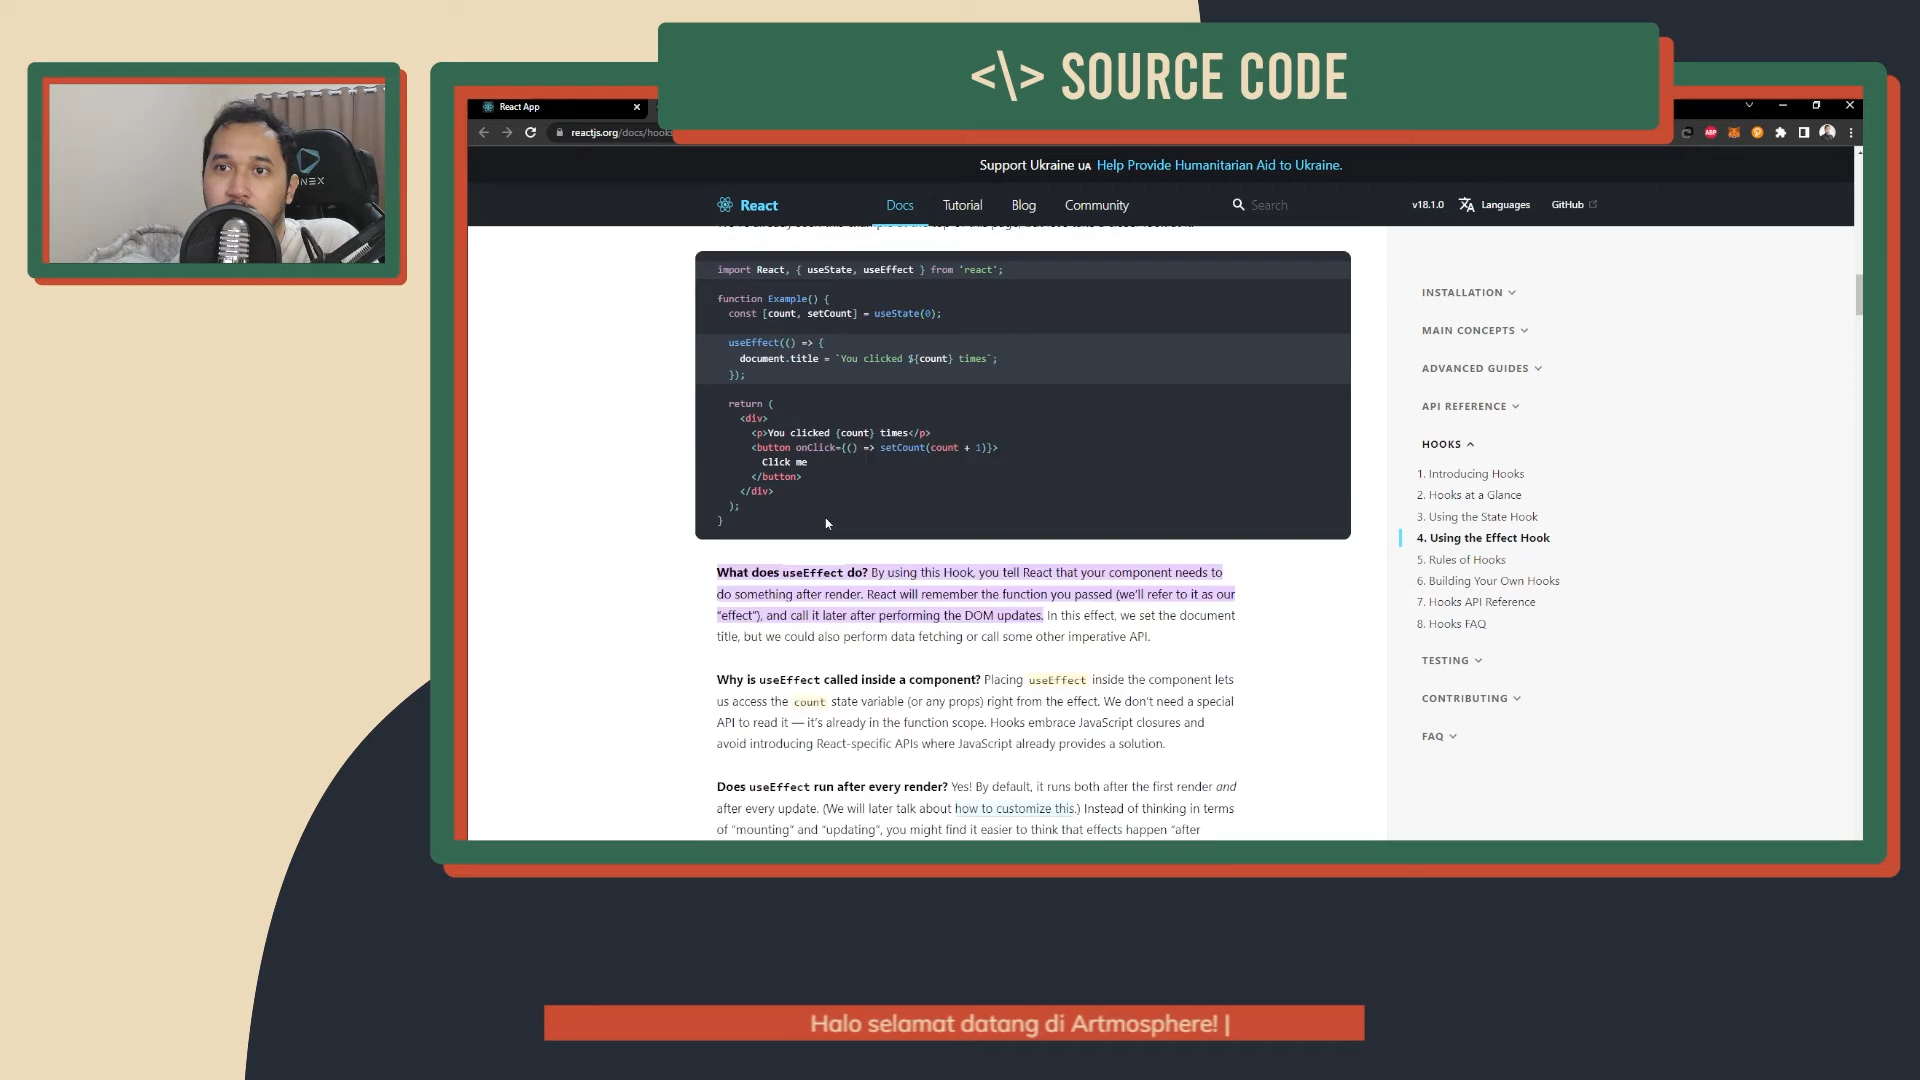 <\> SOURCE CODE
React App
reactjs.org/docs/hooks
ABP
NEX
Support Ukraine UA Help Provide Humanitarian Aid to Ukraine.
React Docs Tutorial Blog Community Search v18.1.0 Languages GitHub
import React, { useState, useEffect } from 'react';
function Example() {
const [count, setCount] = useState(0);
useEffect(() => {
document.title = `You clicked ${count} times`;
});
return (
<div>
<p>You clicked {count} times</p>
<button onClick={() => setCount(count + 1)}>
Click me
</button>
</div>
);
}
What does useEffect do? By using this Hook, you tell React that your component needs to
do something after render. React will remember the function you passed (we’ll refer to it as our
“effect”), and call it later after performing the DOM updates. In this effect, we set the document
title, but we could also perform data fetching or call some other imperative API.
Why is useEffect called inside a component? Placing useEffect inside the component lets
us access the count state variable (or any props) right from the effect. We don’t need a special
API to read it — it’s already in the function scope. Hooks embrace JavaScript closures and
avoid introducing React-specific APIs where JavaScript already provides a solution.
Does useEffect run after every render? Yes! By default, it runs both after the first render and
after every update. (We will later talk about how to customize this.) Instead of thinking in terms
of “mounting” and “updating”, you might find it easier to think that effects happen “after
INSTALLATION
MAIN CONCEPTS
ADVANCED GUIDES
API REFERENCE
HOOKS
1. Introducing Hooks
2. Hooks at a Glance
3. Using the State Hook
4. Using the Effect Hook
5. Rules of Hooks
6. Building Your Own Hooks
7. Hooks API Reference
8. Hooks FAQ
TESTING
CONTRIBUTING
FAQ
Halo selamat datang di Artmosphere! |